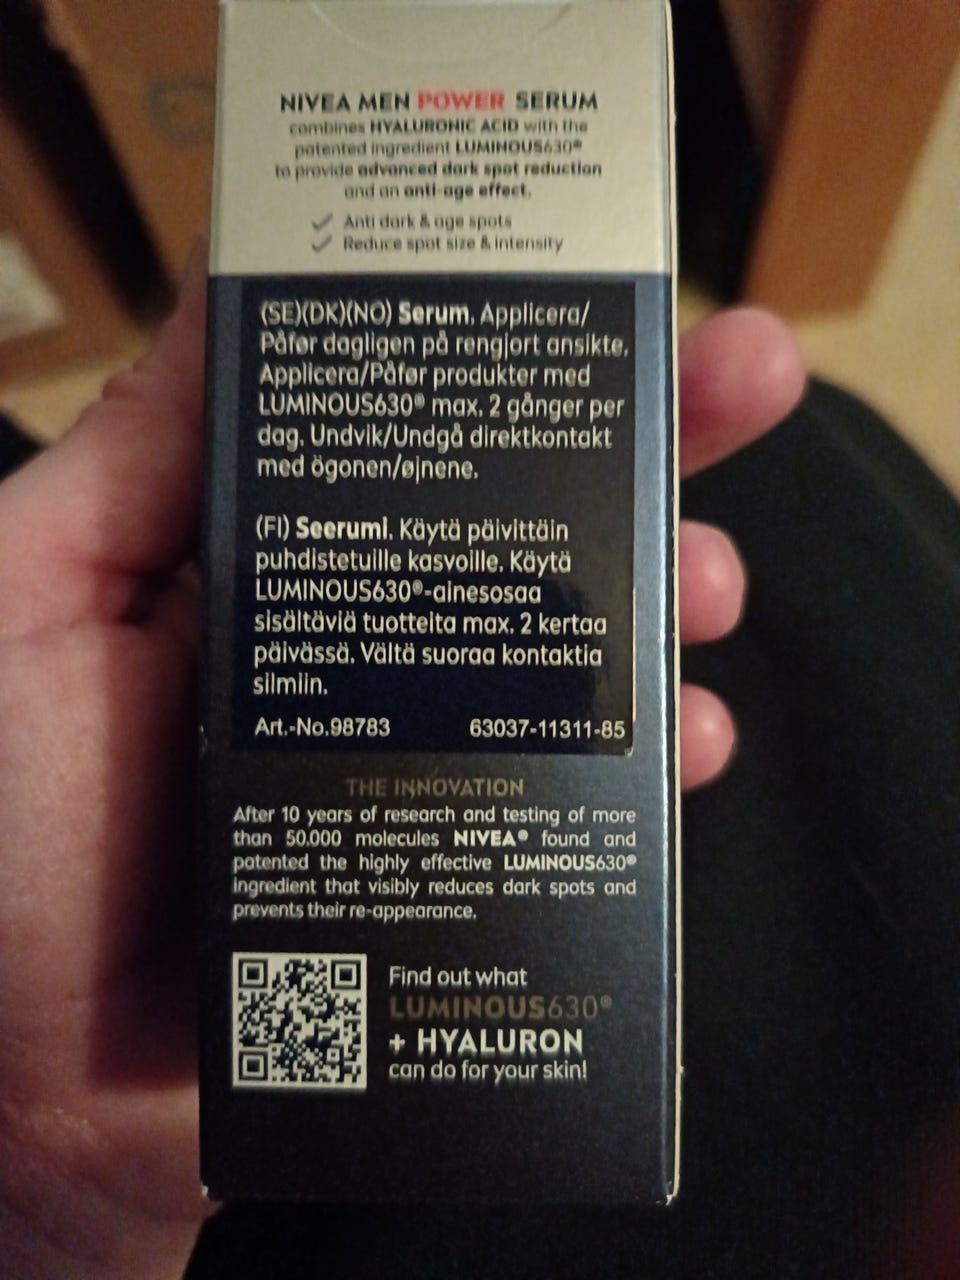 NIVEA MEN POWER SERUM
combines HYALURONIC ACID with the
patented ingredient LUMINOUS630®
to provide advanced dark spot reduction
and an anti-age effect.
✓ Anti dark & age spots
✓ Reduce spot size & intensity
(SE)(DK)(NO) Serum. Applicera/
Påfør dagligen på rengjort ansikte.
Applicera/Påfør produkter med
LUMINOUS630® max. 2 gånger per
dag. Undvik/Undgå direktkontakt
med ögonen/øjnene.
(FI) Seerumi. Käytä päivittäin
puhdistetuille kasvoille. Käytä
LUMINOUS630®-ainesosaa
sisältäviä tuotteita max. 2 kertaa
päivässä. Vältä suoraa kontaktia
silmiin.
Art.-No.98783 63037-11311-85
THE INNOVATION
After 10 years of research and testing of more
than 50.000 molecules NIVEA® found and
patented the highly effective LUMINOUS630®
ingredient that visibly reduces dark spots and
prevents their re-appearance.
Find out what
LUMINOUS630®
+ HYALURON
can do for your skin!